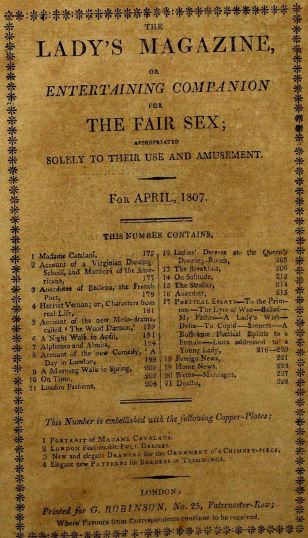 THE
LADY'S MAGAZINE,
OR
ENTERTAINING COMPANION
FOR
THE FAIR SEX;
APPROPRIATED
SOLELY TO THEIR USE AND AMUSEMENT.
FOR APRIL, 1807.
THIS NUMBER CONTAINS,
1 Madame Catalani, 175
2 Account of a Virginian Dancing-
School, and Manners of the Ame-
ricans, 177
3 Anecdotes of Boileau, the French
Poet, 179
4 Harriet Vernon; or, Characters from
real Life, 181
5 Account of the new Melo-drama,
called 'The Wood Dæmon,' 189
6 A Night Walk in April, 191
7 Alphonso and Almira, 194
8 Account of the new Comedy, 'A
Day in London,
9 A Morning Walk in Spring, 200
10 On Time, 203
11 London Fashions, 204
12 Ladies' Dresses at the Queen's
Drawing-Room, 205
13 The Breakfast, 206
14 On Solitude, 212
15 The Stroller, 214
16 Anecdote, 215
17 POETICAL ESSAYS—To the Prim-
rose—The Lyre of Woe—Ballad—
My Father—A Lady's Wish—
Delia—To Cupid—Sonnets—A
Burlesque Poetical Epistle to a
Female—Lines addressed to a
Young Lady, 216—220
18 Foreign News, 221
19 Home News, 224
20 Births—Marriages, 227
21 Deaths, 228
This Number is embellished with the following Copper-Plates:
1 PORTRAIT OF MADAME CATALANI.
2 LONDON Fashionable FULL DRESSES.
3 New and elegant DRAWING for the ORNAMENT of a CHIMNEY-PIECE.
4 Elegant new PATTERNS for BORDERS or TRIMMINGS.
LONDON:
Printed for G. ROBINSON, No. 25, Paternoster-Row;
Where Favours from Correspondents continue to be received.